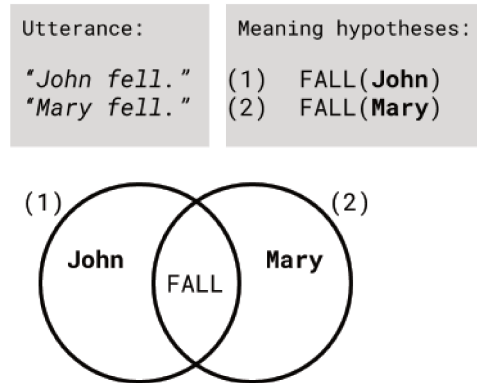 Utterance:
"John fell."
"Mary fell."
Meaning hypotheses:
(1) FALL(John)
(2) FALL(Mary)
(1) (2)
John FALL Mary